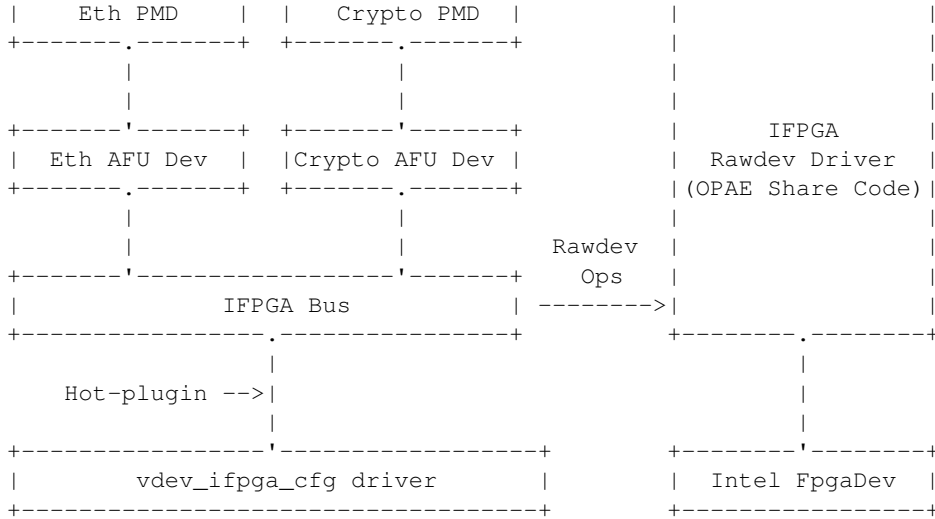 Eth PMD
Crypto PMD
Eth AFU Dev
Crypto AFU Dev
IFPGA
Rawdev Driver
(OPAE Share Code)
Rawdev
Ops
IFPGA Bus
-------->
Hot-plugin -->
vdev_ifpga_cfg driver
Intel FpgaDev